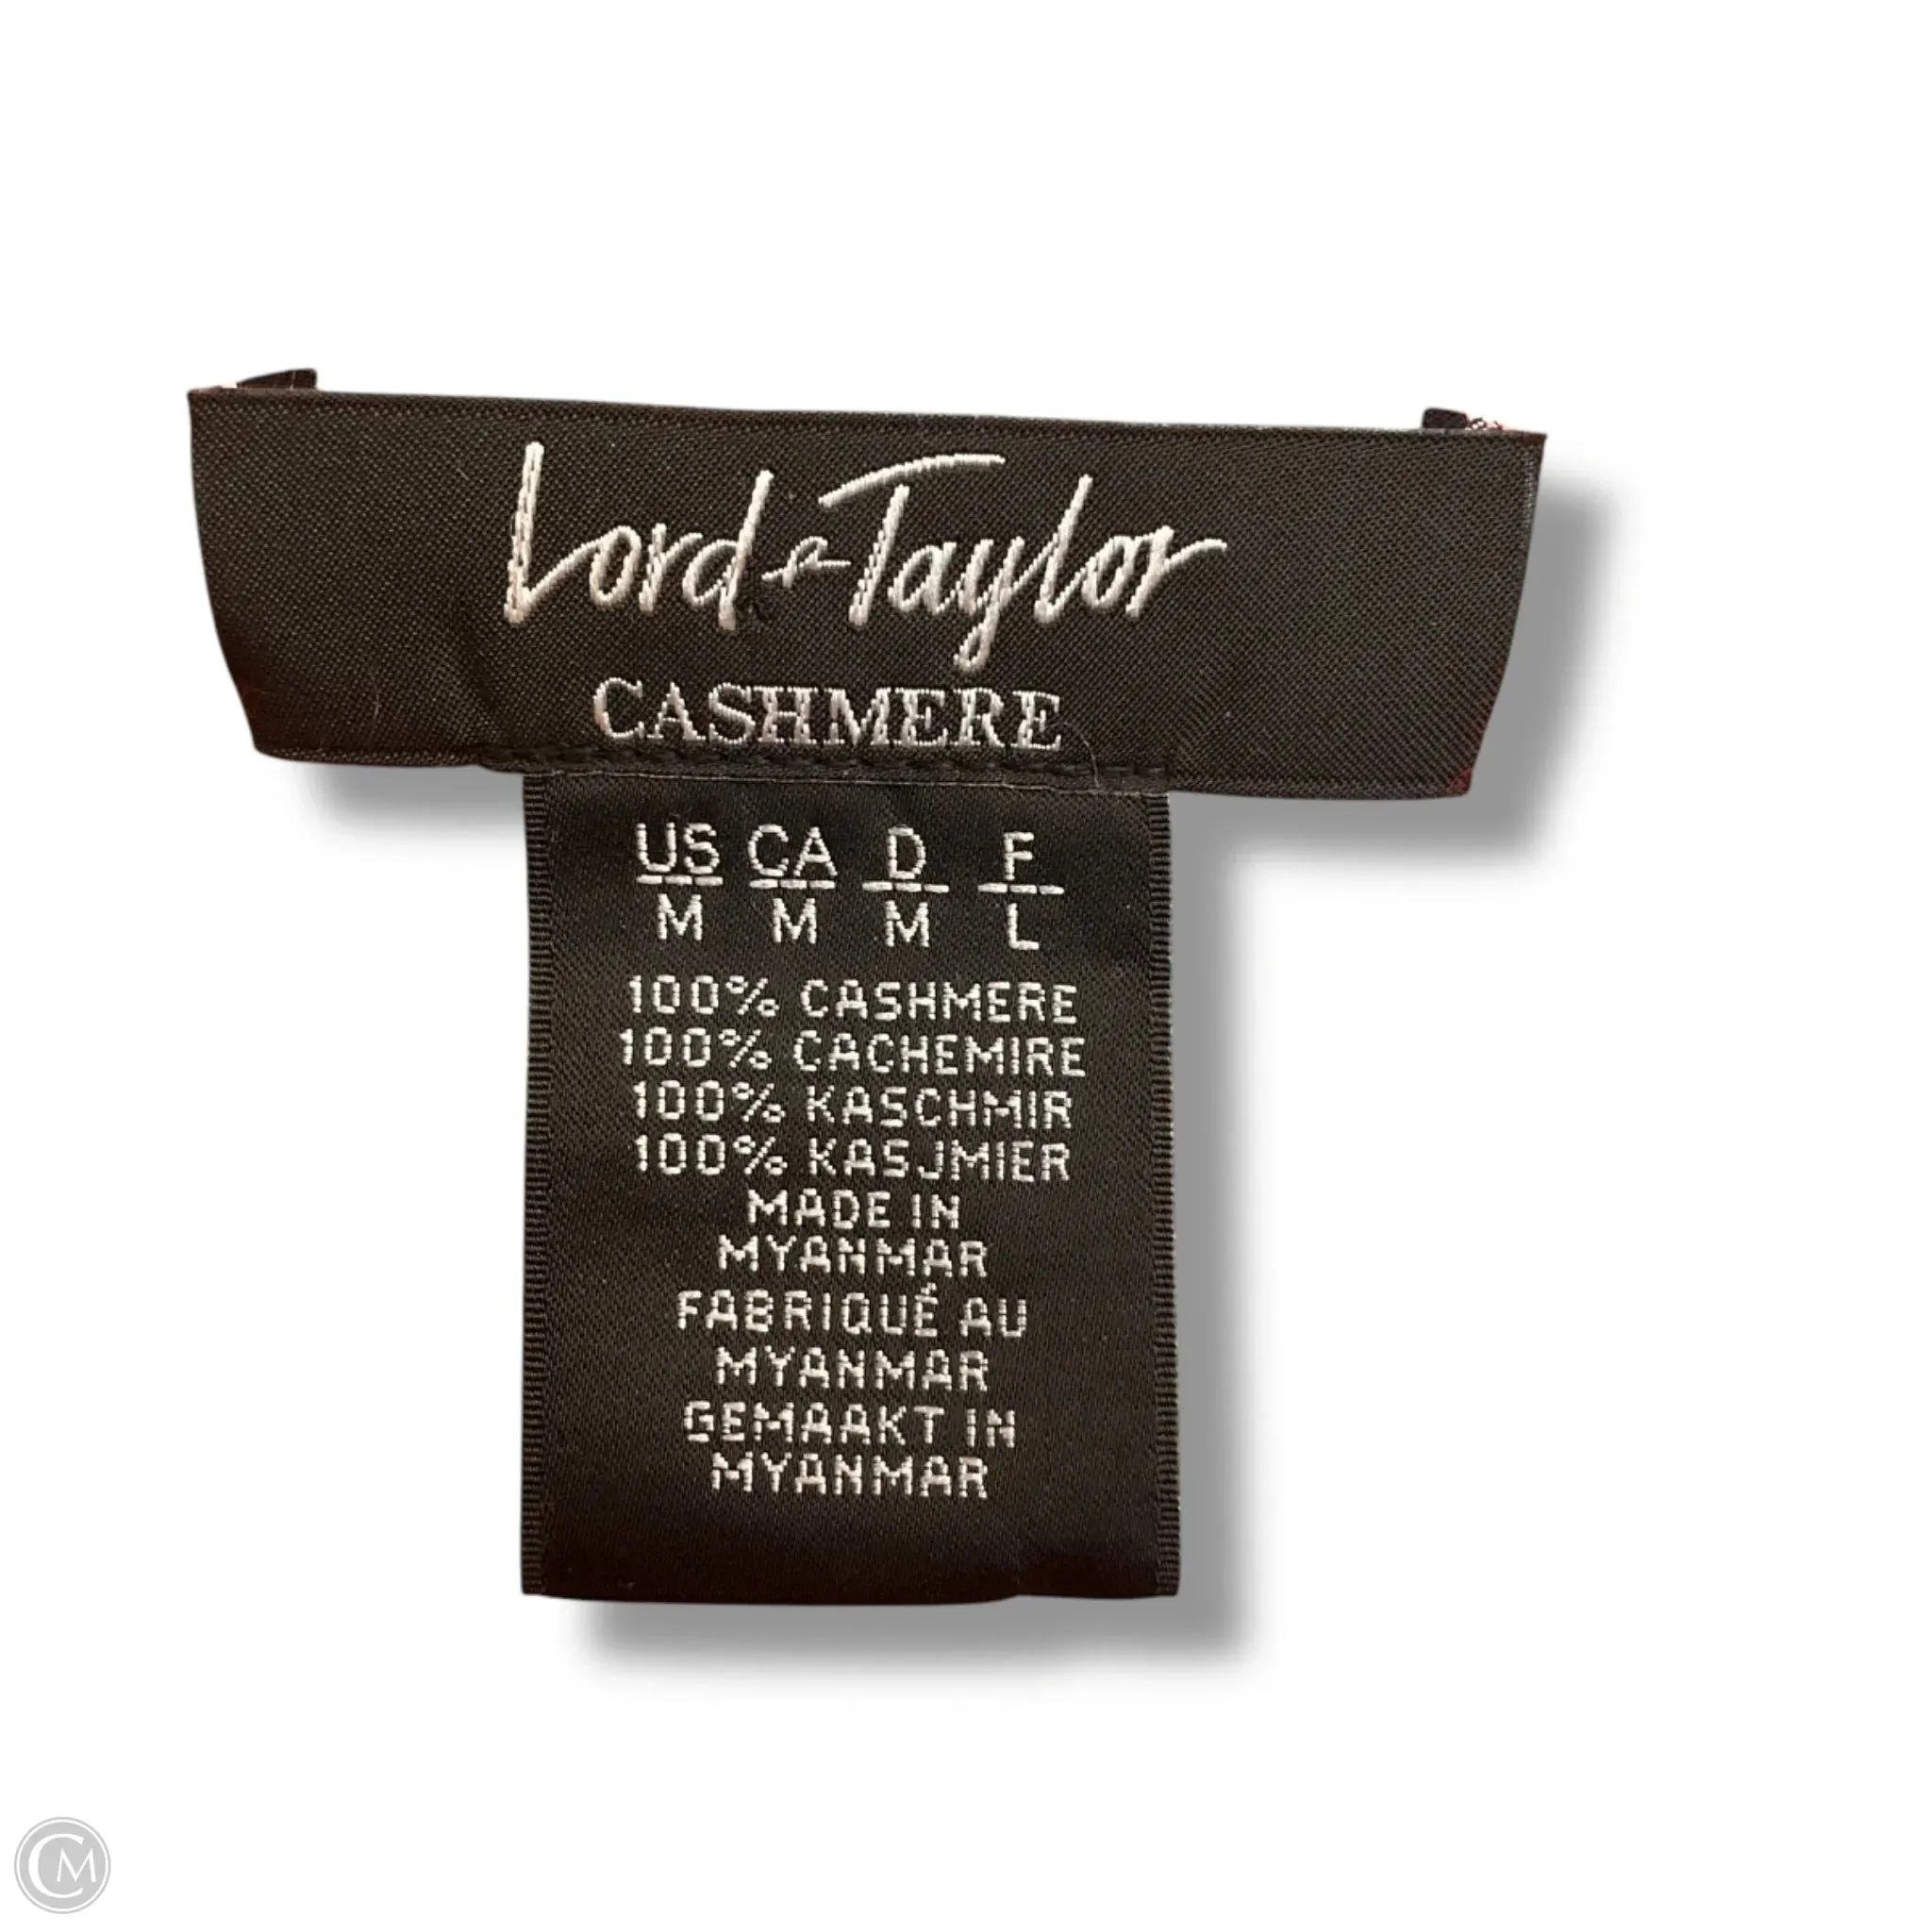 Lord & Taylor
CASHMERE
US CA D F
M M M L
100% CASHMERE
100% CACHEMIRE
100% KASCHMIR
100% KASJMIER
MADE IN
MYANMAR
FABRIQUÉ AU
MYANMAR
GEMAAKT IN
MYANMAR
CM